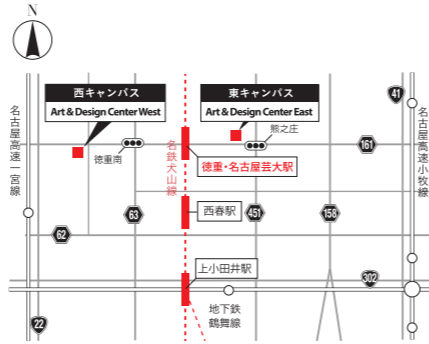 N
西キャンパス
Art & Design Center West
東キャンパス
Art & Design Center East
41
名古屋高速一宮線
名鉄犬山線
熊之庄
名古屋高速小牧線
徳重南
161
徳重・名古屋芸大駅
63
西春駅
451
158
62
上小田井駅
302
22
地下鉄
鶴舞線